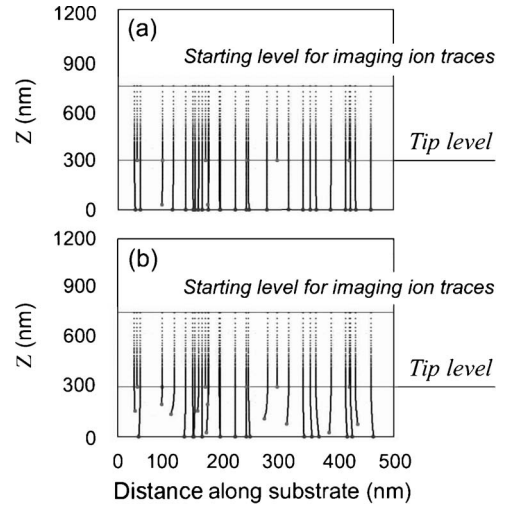 1200
(a)
Starting level for imaging ion traces
900
Z (nm)
600
Tip level
300
0
1200
(b)
Starting level for imaging ion traces
900
Z (nm)
600
Tip level
300
0
0 100 200 300 400 500
Distance along substrate (nm)